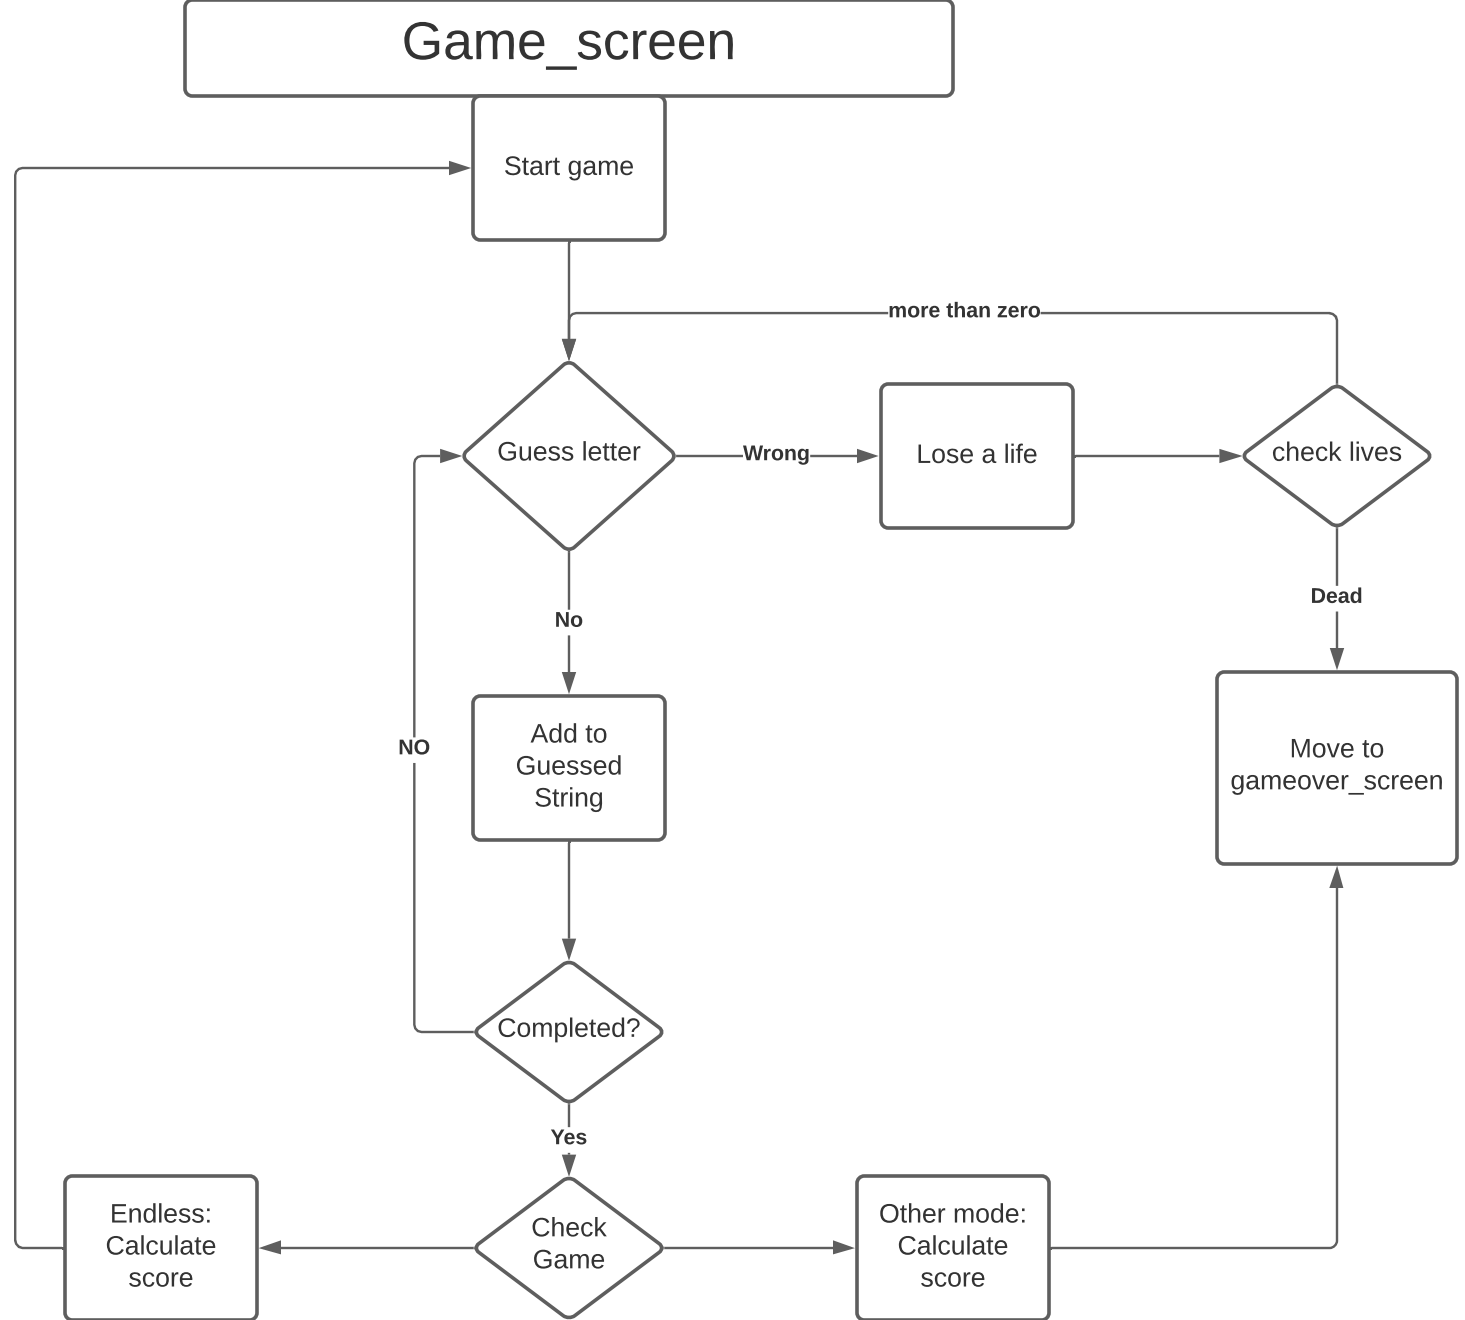 Game_screen
Start game
more than zero
Guess letter
Wrong
Lose a life
check lives
No
Dead
Add to
Guessed
String
NO
Move to
gameover_screen
Completed?
Yes
Endless:
Calculate
score
Check
Game
Other mode:
Calculate
score